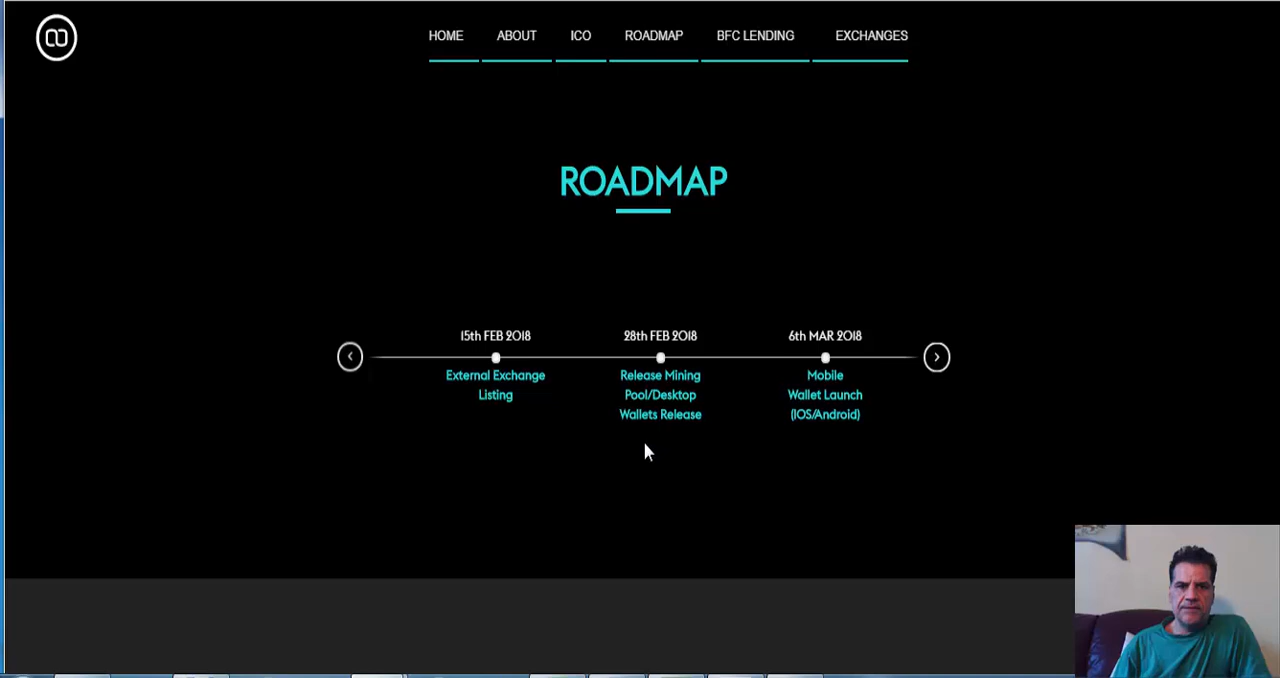 HOME ABOUT ICO ROADMAP BFC LENDING EXCHANGES
ROADMAP
15th FEB 2018
External Exchange
Listing
28th FEB 2018
Release Mining
Pool/Desktop
Wallets Release
6th MAR 2018
Mobile
Wallet Launch
(IOS/Android)